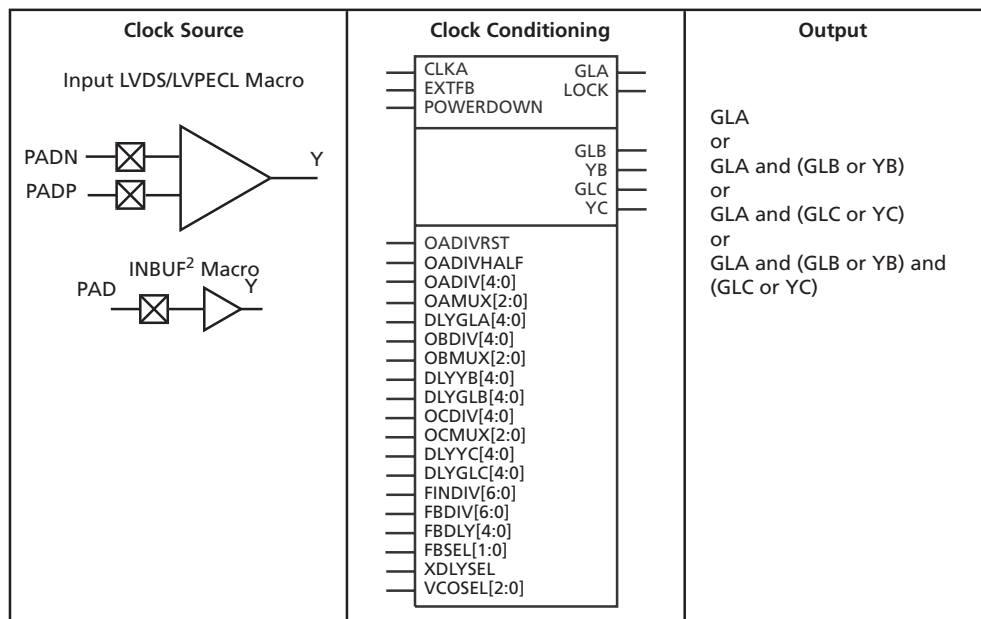 Clock Source
Input LVDS/LVPECL Macro
PADN
PADP
Y
INBUF2 Macro
PAD
Y
Clock Conditioning
CLKA
EXTFB
POWERDOWN
GLA
LOCK
GLB
YB
GLC
YC
OADIVRST
OADIVHALF
OADIV[4:0]
OAMUX[2:0]
DLYGLA[4:0]
OBDIV[4:0]
OBMUX[2:0]
DLYYB[4:0]
DLYGLB[4:0]
OCDIV[4:0]
OCMUX[2:0]
DLYYC[4:0]
DLYGLC[4:0]
FINDIV[6:0]
FBDIV[6:0]
FBDLY[4:0]
FBSEL[1:0]
XDLYSEL
VCOSEL[2:0]
Output
GLA
or
GLA and (GLB or YB)
or
GLA and (GLC or YC)
or
GLA and (GLB or YB) and
(GLC or YC)